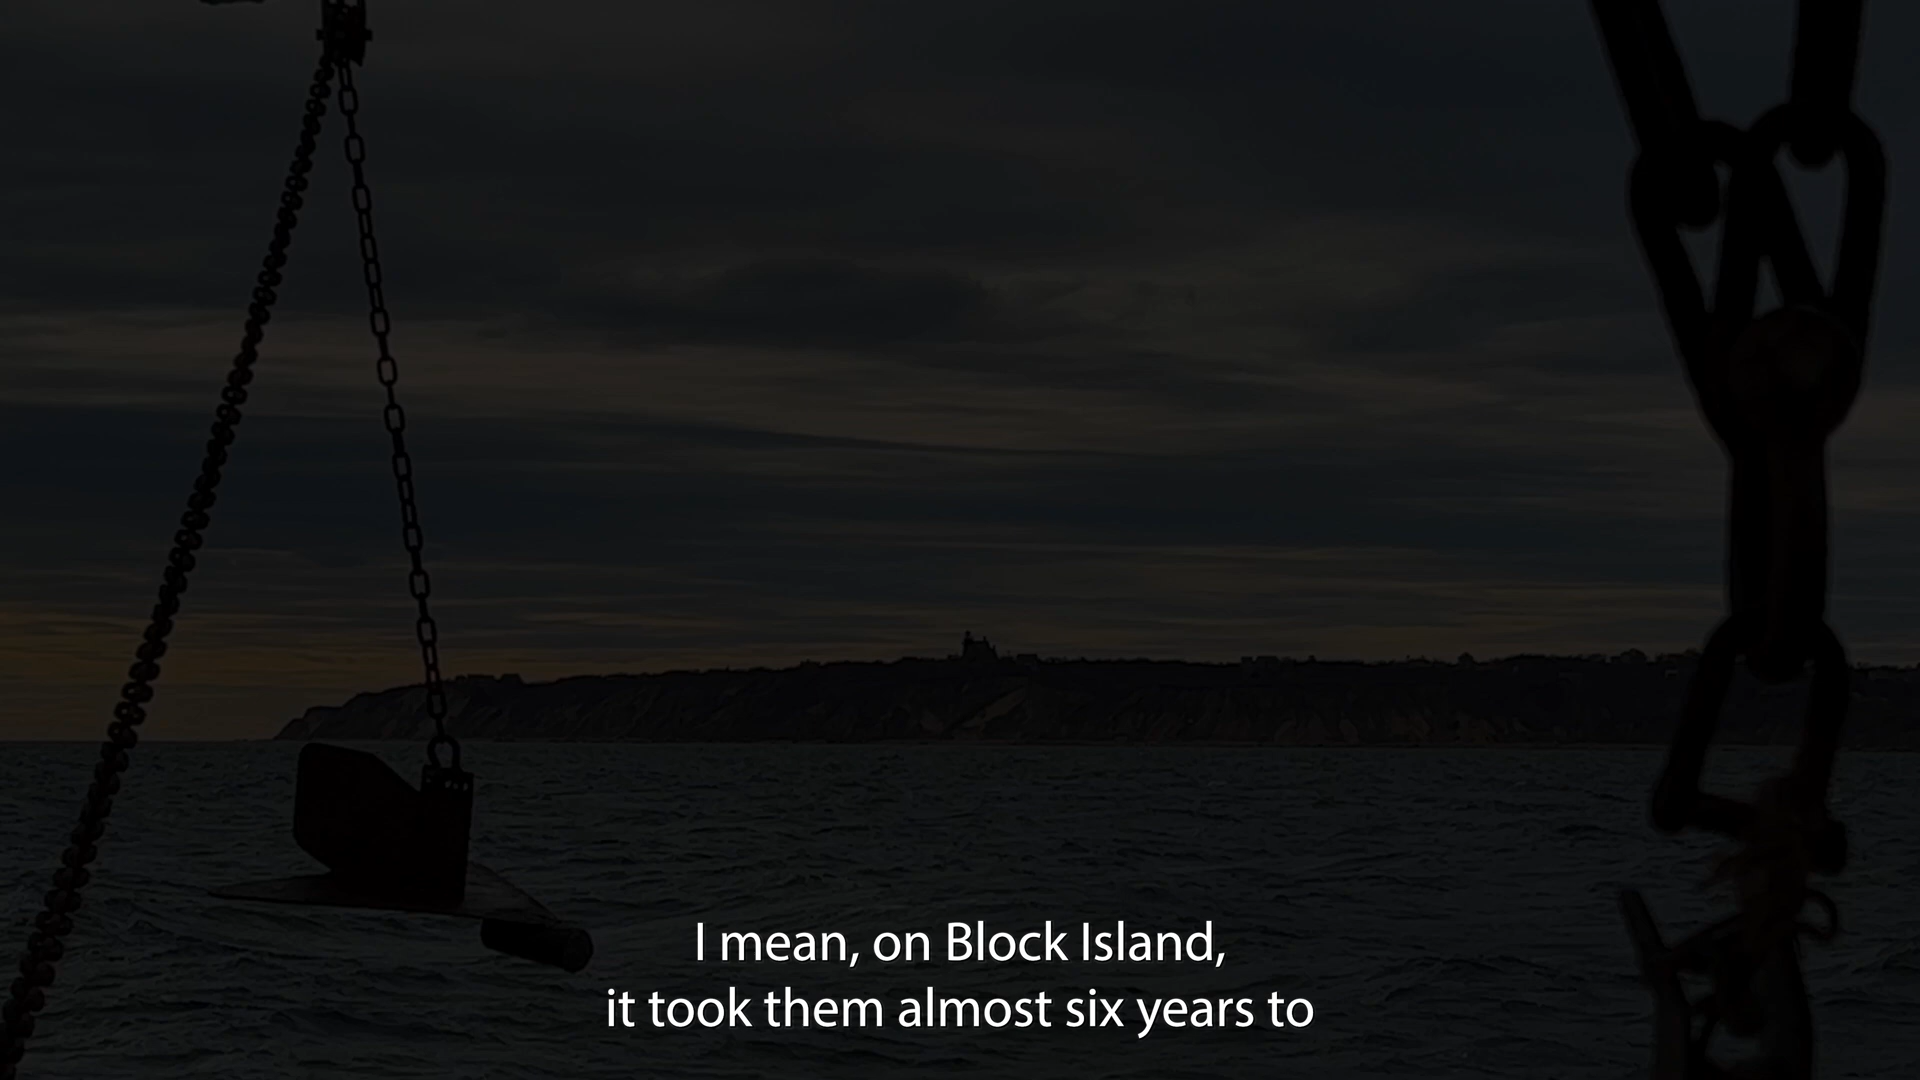 I mean, on Block Island,
it took them almost six years to